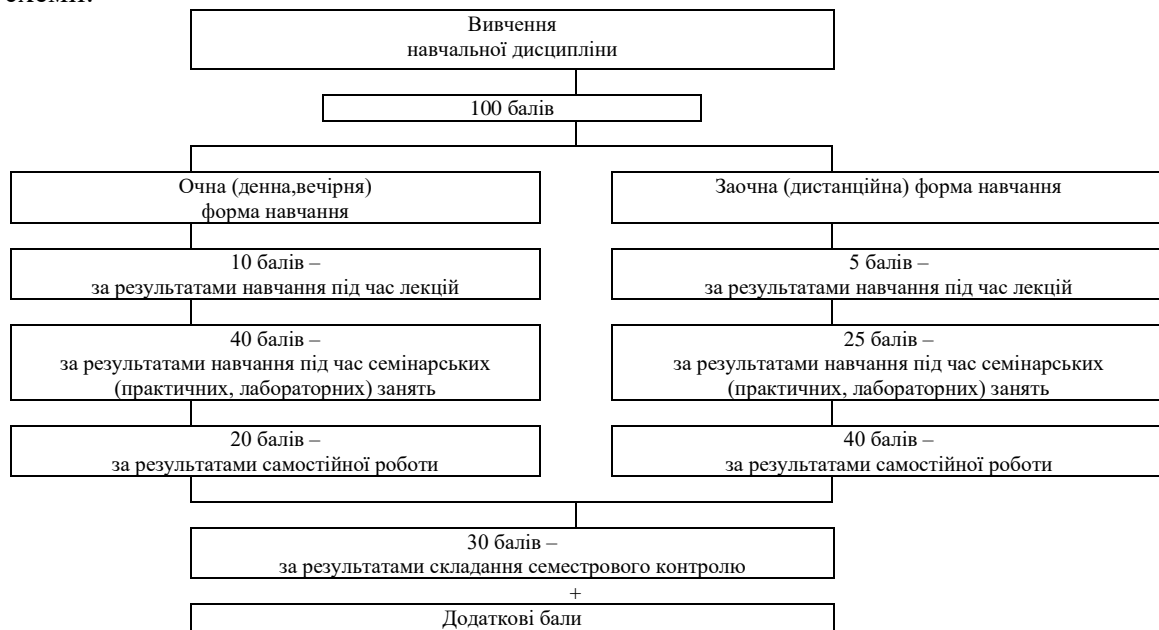 схеми:
Вивчення
навчальної дисципліни
100 балів
Очна (денна,вечірня)
форма навчання
Заочна (дистанційна) форма навчання
10 балів –
за результатами навчання під час лекцій
5 балів –
за результатами навчання під час лекцій
40 балів –
за результатами навчання під час семінарських
(практичних, лабораторних) занять
25 балів –
за результатами навчання під час семінарських
(практичних, лабораторних) занять
20 балів –
за результатами самостійної роботи
40 балів –
за результатами самостійної роботи
30 балів –
за результатами складання семестрового контролю
+
Додаткові бали